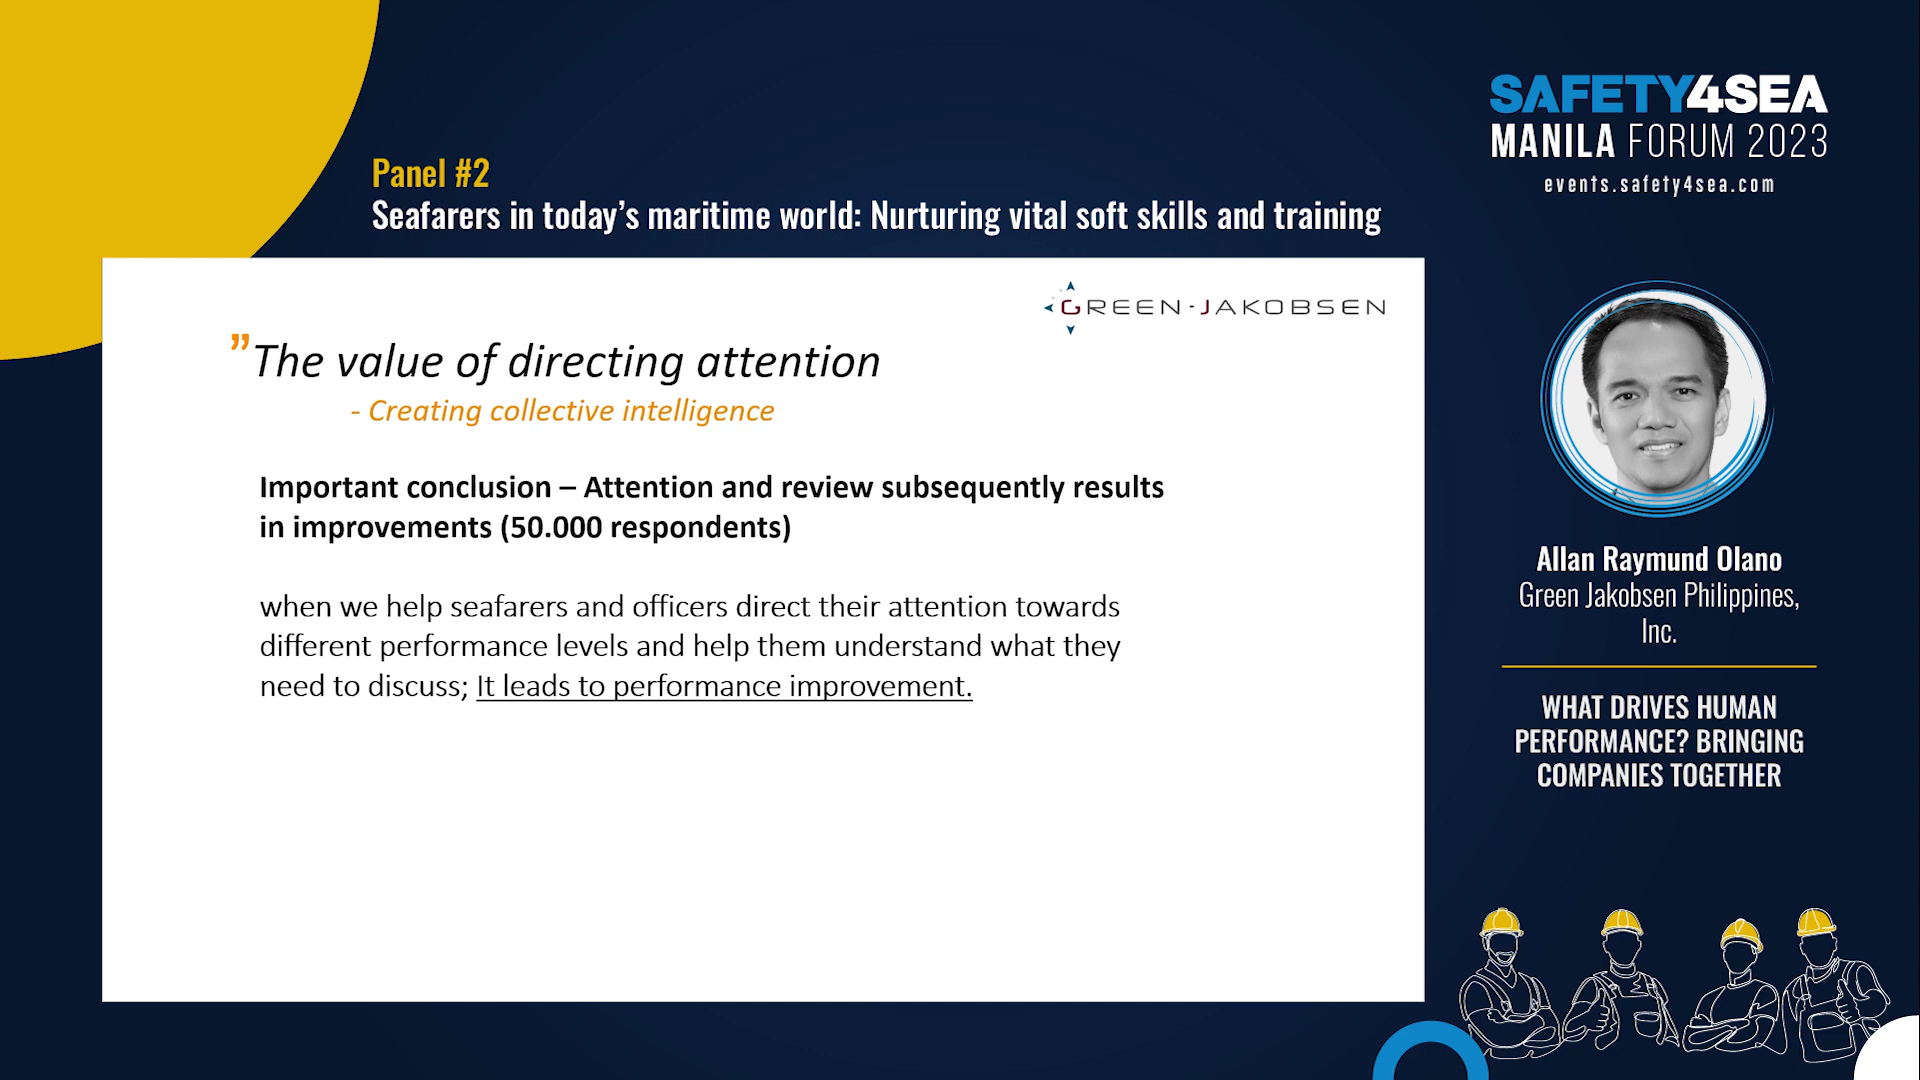 SAFETY4SEA
MANILA FORUM 2023
events.safety4sea.com
Panel #2
Seafarers in today’s maritime world: Nurturing vital soft skills and training
GREEN-JAKOBSEN
”The value of directing attention
- Creating collective intelligence
Important conclusion – Attention and review subsequently results
in improvements (50.000 respondents)
when we help seafarers and officers direct their attention towards
different performance levels and help them understand what they
need to discuss; It leads to performance improvement.
Allan Raymund Olano
Green Jakobsen Philippines,
Inc.
WHAT DRIVES HUMAN
PERFORMANCE? BRINGING
COMPANIES TOGETHER